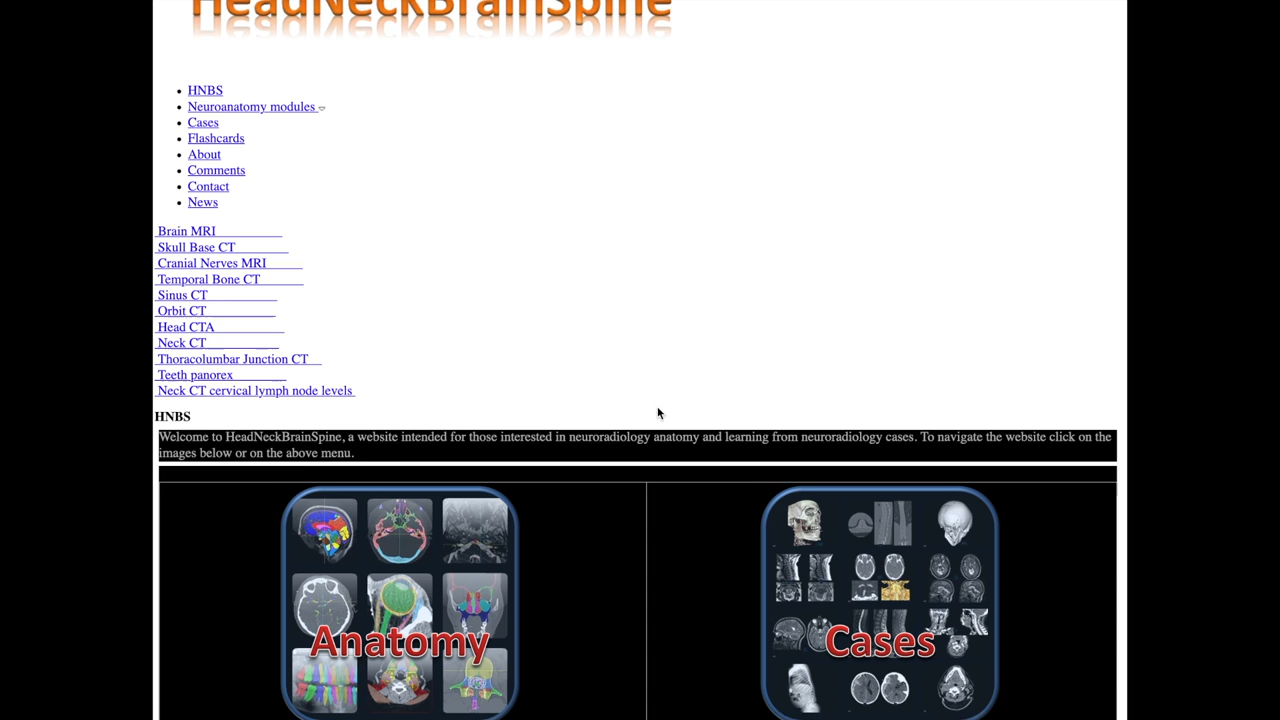 HeadNeckBrainSpine
HNBS
Neuroanatomy modules
Cases
Flashcards
About
Comments
Contact
News
Brain MRI
Skull Base CT
Cranial Nerves MRI
Temporal Bone CT
Sinus CT
Orbit CT
Head CTA
Neck CT
Thoracolumbar Junction CT
Teeth panorex
Neck CT cervical lymph node levels
HNBS
Welcome to HeadNeckBrainSpine, a website intended for those interested in neuroradiology anatomy and learning from neuroradiology cases. To navigate the website click on the
images below or on the above menu.
Anatomy
Cases